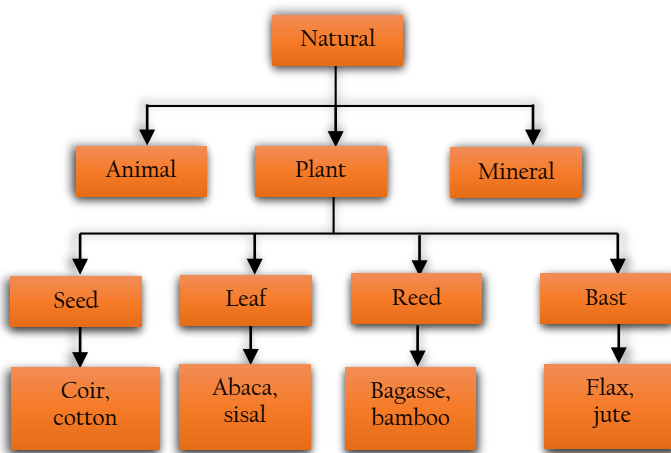 Natural
Animal
Plant
Mineral
Seed
Leaf
Reed
Bast
Coir,
cotton
Abaca,
sisal
Bagasse,
bamboo
Flax,
jute